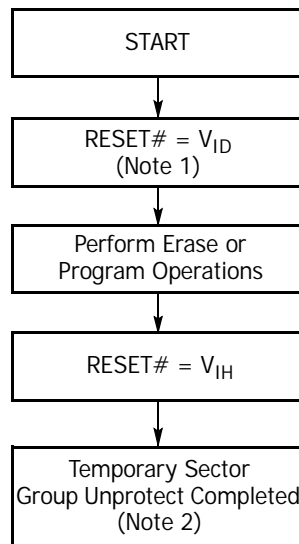 START
RESET# = VID
(Note 1)
Perform Erase or
Program Operations
RESET# = VIH
Temporary Sector
Group Unprotect Completed
(Note 2)